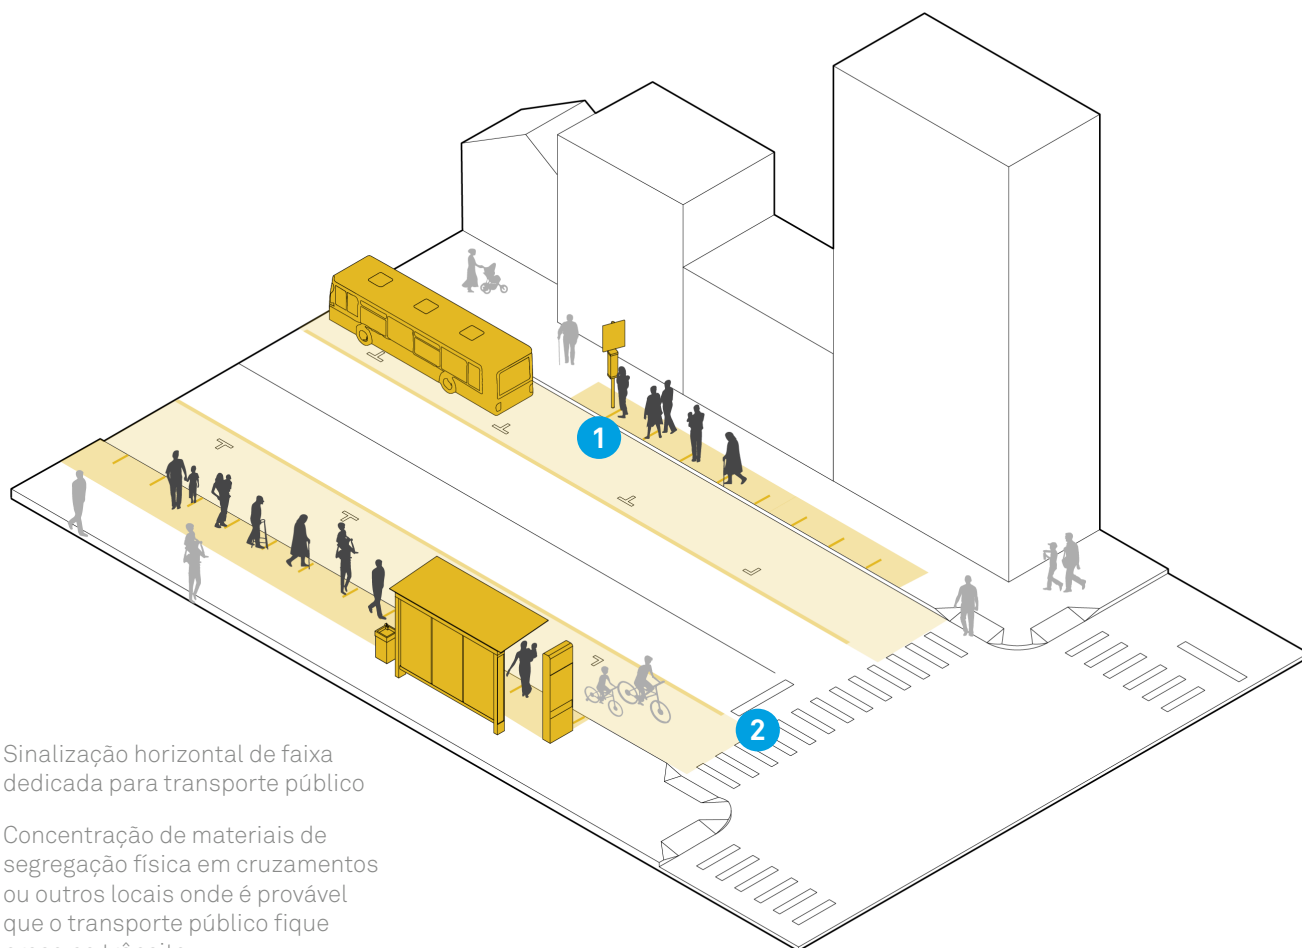 1
2
Sinalização horizontal de faixa
dedicada para transporte público
Concentração de materiais de
segregação física em cruzamentos
ou outros locais onde é provável
que o transporte público fique